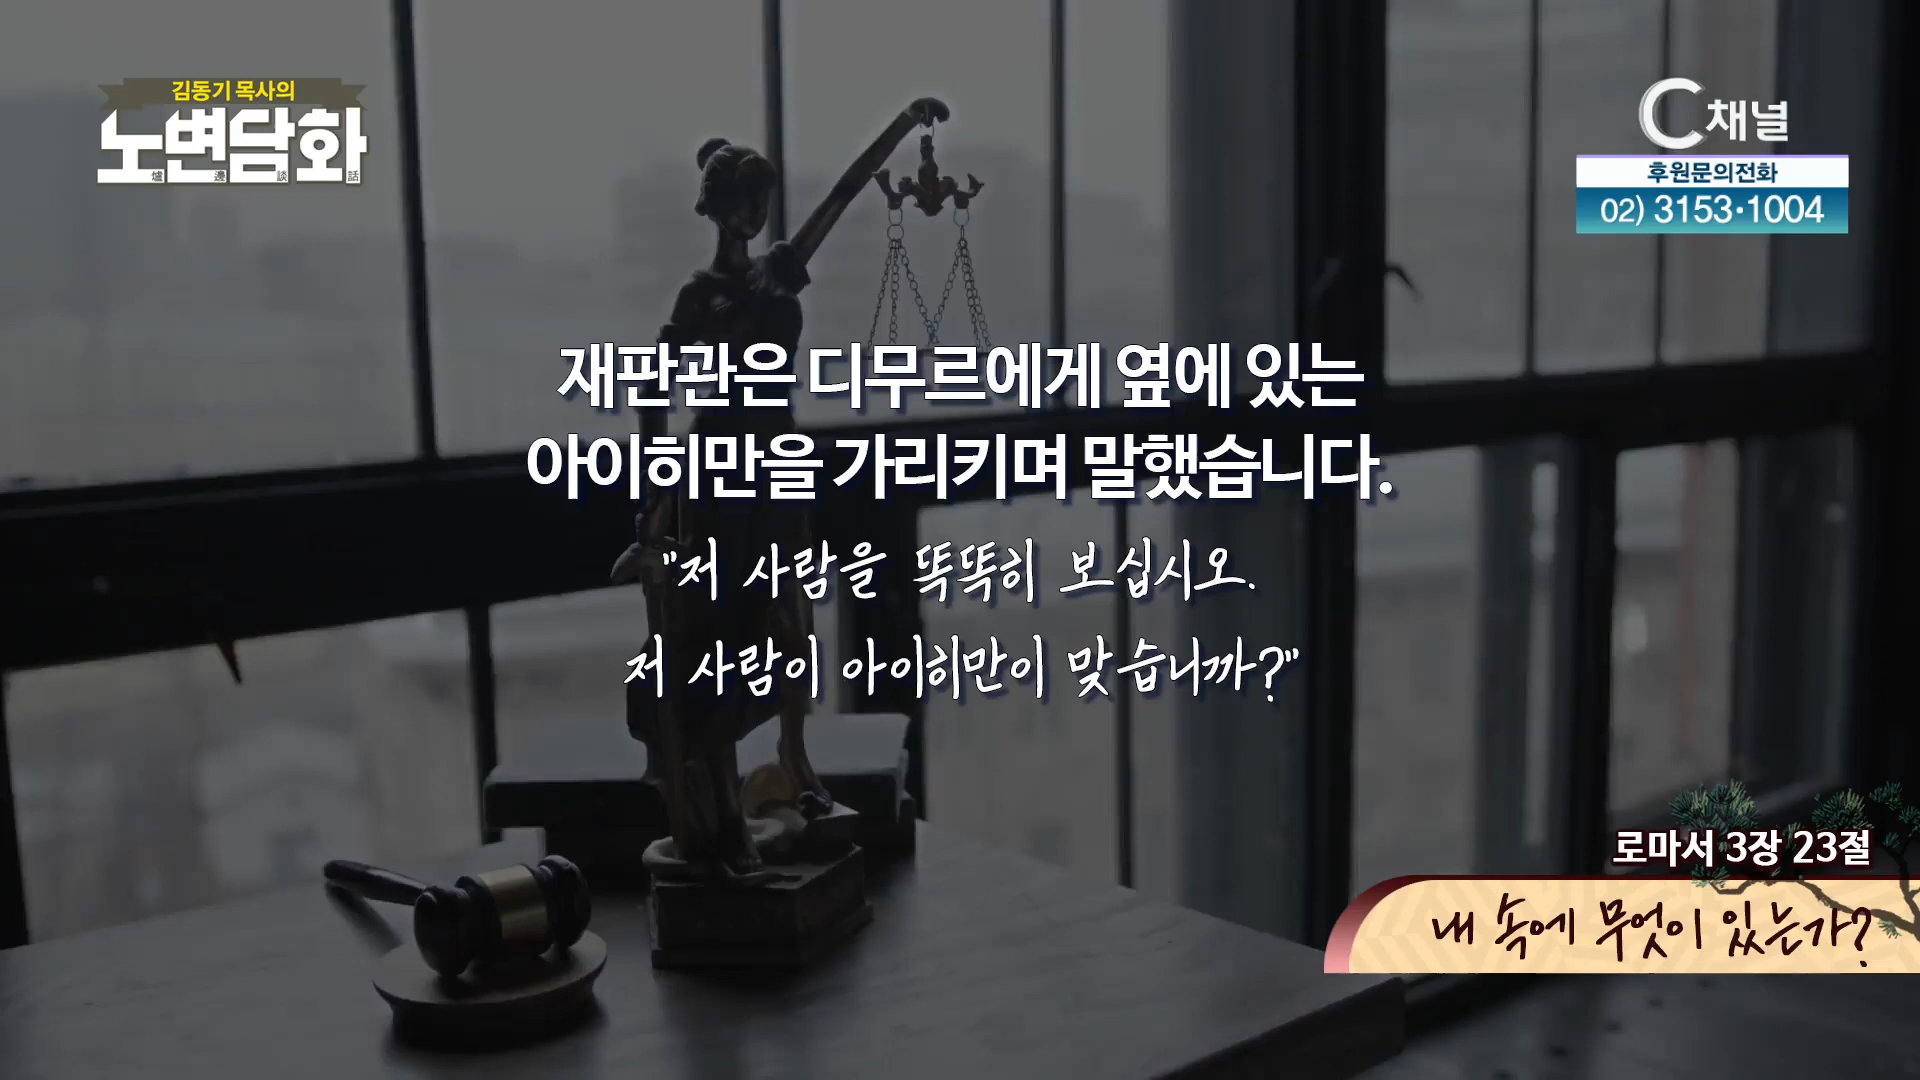 김동기 목사의
노변담화
爐邊談話
C채널
후원문의전화
02) 3153·1004
재판관은 디무르에게 옆에 있는
아이히만을 가리키며 말했습니다.
"저 사람을 똑똑히 보십시오.
저 사람이 아이히만이 맞습니까?"
로마서 3장 23절
내 속에 무엇이 있는가?